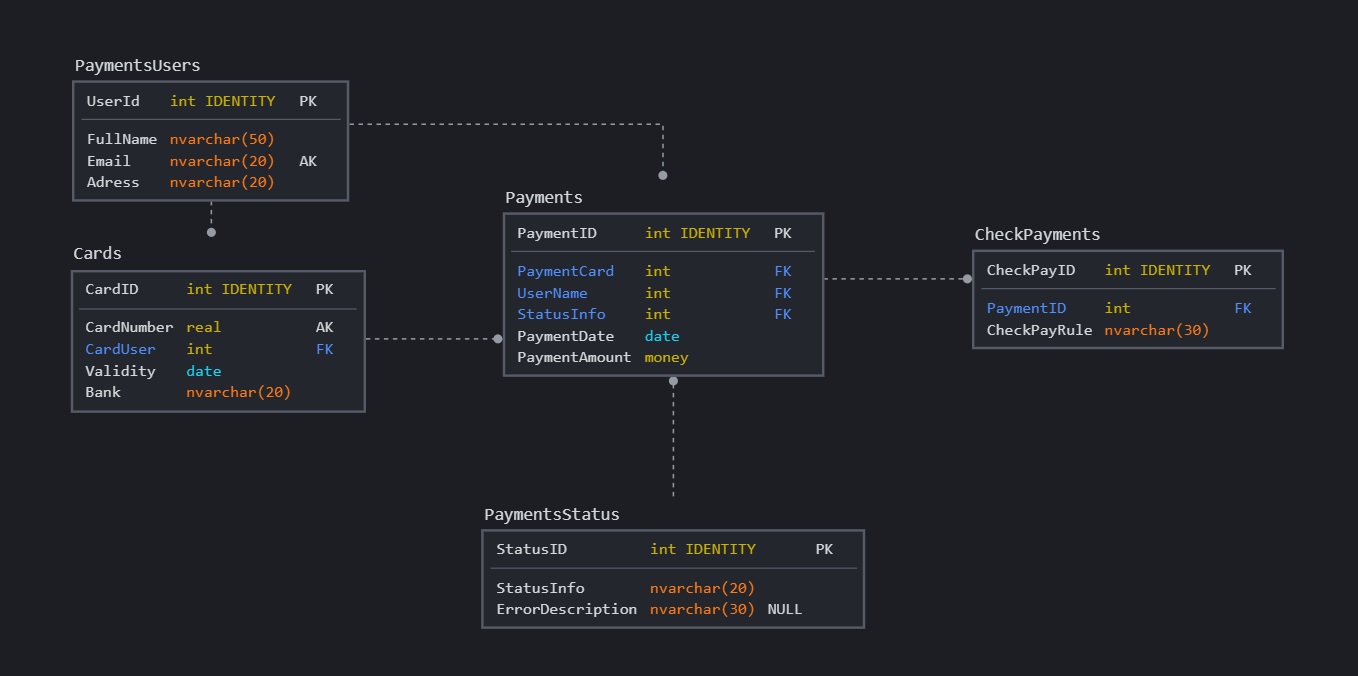 PaymentsUsers
UserId int IDENTITY PK
FullName nvarchar(50)
Email nvarchar(20) AK
Adress nvarchar(20)
Cards
CardID int IDENTITY PK
CardNumber real AK
CardUser int FK
Validity date
Bank nvarchar(20)
Payments
PaymentID int IDENTITY PK
PaymentCard int FK
UserName int FK
StatusInfo int FK
PaymentDate date
PaymentAmount money
CheckPayments
CheckPayID int IDENTITY PK
PaymentID int FK
CheckPayRule nvarchar(30)
PaymentsStatus
StatusID int IDENTITY PK
StatusInfo nvarchar(20)
ErrorDescription nvarchar(30) NULL